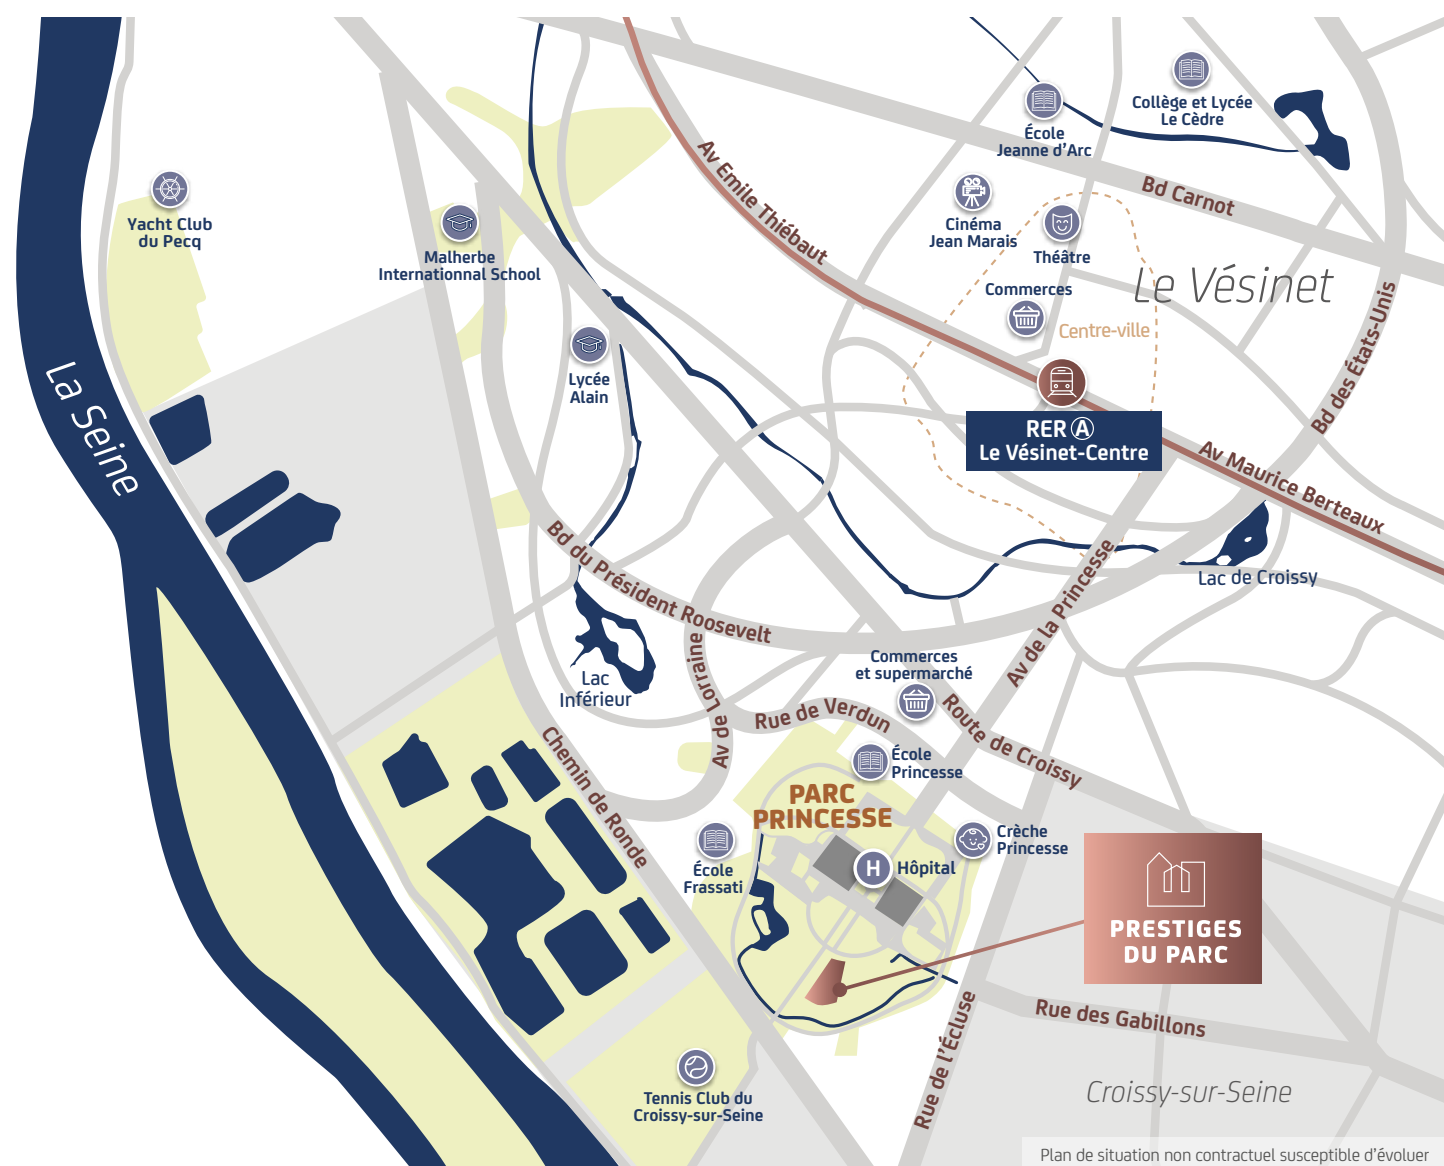 Collège et Lycée
Le Cèdre
École
Jeanne d'Arc
Av Emile Thiébaut
Bd Carnot
Yacht Club
du Pecq
Malherbe
Internationnal School
Cinéma
Jean Marais
Théâtre
Commerces
Le Vésinet
Centre-ville
Bd des États-Unis
La Seine
Lycée
Alain
RER A
Le Vésinet-Centre
Av Maurice Berteaux
Bd du Président Roosevelt
Lac de Croissy
Av de la Princesse
Lac
Inférieur
Av de Lorraine
Commerces
et supermarché
Rue de Verdun
Route de Croissy
Chemin de Ronde
École
Princesse
PARC
PRINCESSE
Crèche
Princesse
École
Frassati
H
Hôpital
PRESTIGES
DU PARC
Rue de l'Écluse
Rue des Gabillons
Tennis Club du
Croissy-sur-Seine
Croissy-sur-Seine
Plan de situation non contractuel susceptible d'évoluer